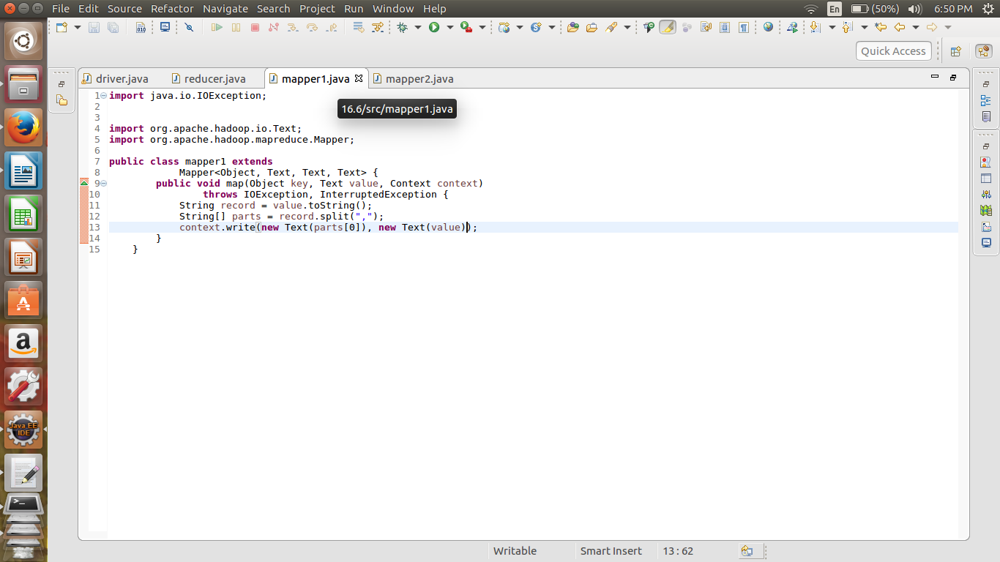 File Edit Source Refactor Navigate Search Project Run Window Help En (50%) 6:50 PM
010
Quick Access
driver.java reducer.java mapper1.java mapper2.java
16.6/src/mapper1.java
1 import java.io.IOException;
2
3
4 import org.apache.hadoop.io.Text;
5 import org.apache.hadoop.mapreduce.Mapper;
6
7 public class mapper1 extends
8 Mapper<Object, Text, Text, Text> {
9 public void map(Object key, Text value, Context context)
10 throws IOException, InterruptedException {
11 String record = value.toString();
12 String[] parts = record.split(",");
13 context.write(new Text(parts[0]), new Text(value));
14 }
15 }
a
Java EE
IDE
>_
Writable Smart Insert 13 : 62